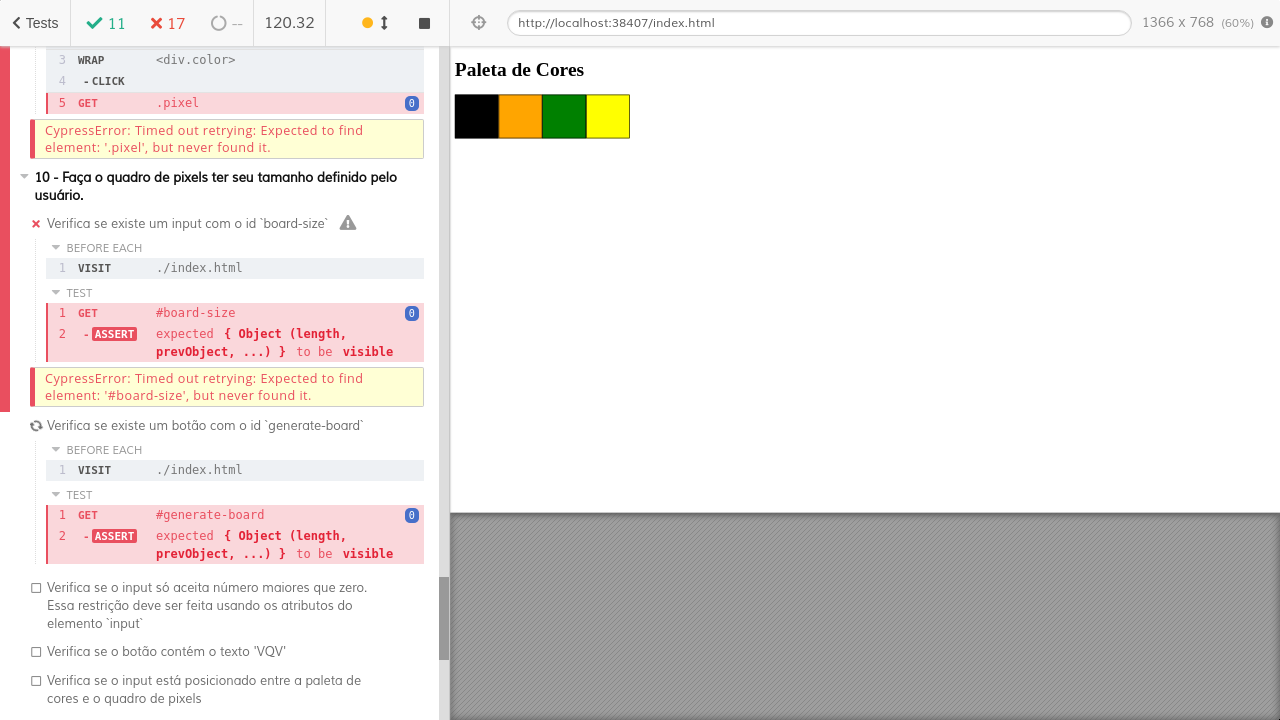 Tests 11 17 -- 120.32 http://localhost:38407/index.html 1366 x 768 (60%)
3 WRAP <div.color>
4 - CLICK
5 GET .pixel 0
CypressError: Timed out retrying: Expected to find
element: '.pixel', but never found it.
10 - Faça o quadro de pixels ter seu tamanho definido pelo
usuário.
Verifica se existe um input com o id `board-size`
BEFORE EACH
1 VISIT ./index.html
TEST
1 GET #board-size 0
2 - ASSERT expected { Object (length,
prevObject, ...) } to be visible
CypressError: Timed out retrying: Expected to find
element: '#board-size', but never found it.
Verifica se existe um botão com o id `generate-board`
BEFORE EACH
1 VISIT ./index.html
TEST
1 GET #generate-board 0
2 - ASSERT expected { Object (length,
prevObject, ...) } to be visible
Verifica se o input só aceita número maiores que zero.
Essa restrição deve ser feita usando os atributos do
elemento `input`
Verifica se o botão contém o texto 'VQV'
Verifica se o input está posicionado entre a paleta de
cores e o quadro de pixels
Paleta de Cores